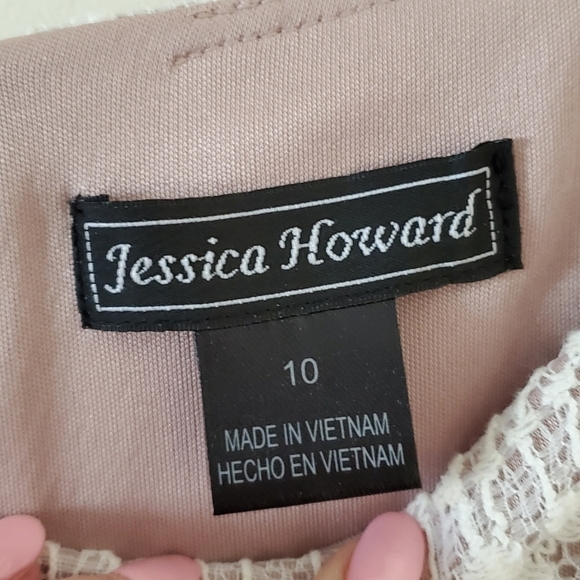 Jessica Howard
10
MADE IN VIETNAM
HECHO EN VIETNAM